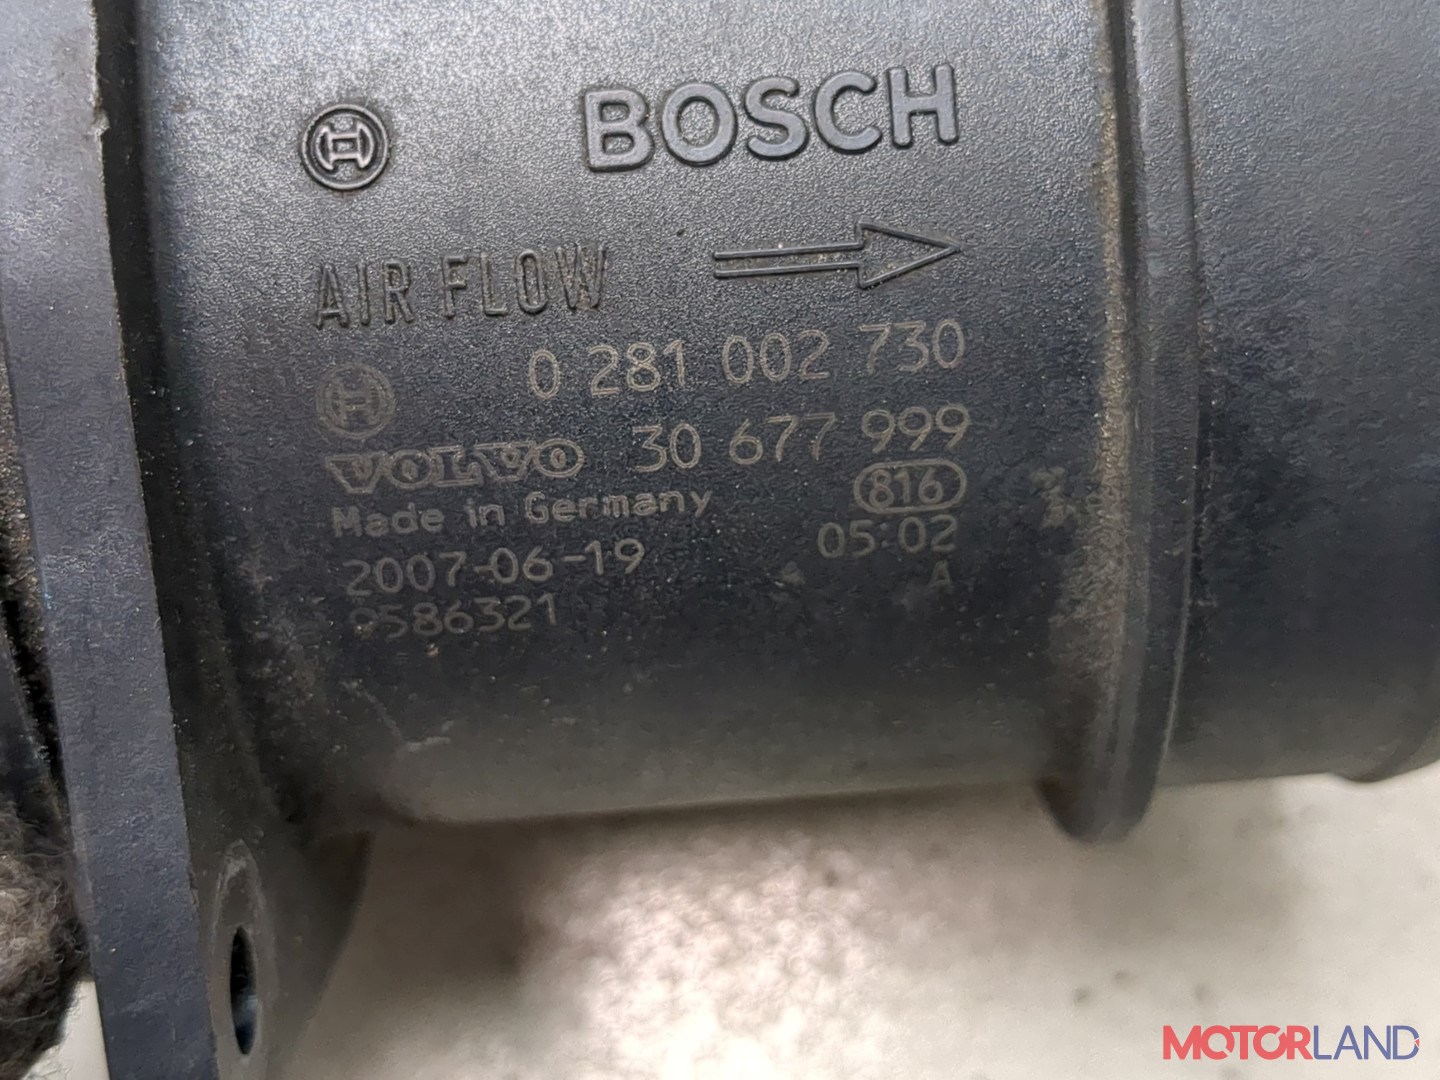 BOSCH
AIR FLOW
0 281 002 730
VOLVO 30 677 999
Made in Germany 816
2007-06-19 05:02
9586321 A
MOTORLAND